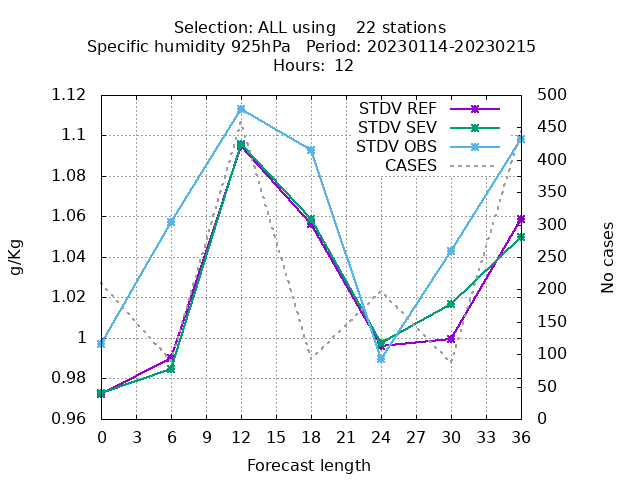 Selection: ALL using    22 stations
Specific humidity 925hPa   Period: 20230114-20230215
Hours: 12
STDV REF
STDV SEV
STDV OBS
CASES
g/Kg
1.12
1.1
1.08
1.06
1.04
1.02
1
0.98
0.96
500
450
400
350
300
250
200
150
100
50
0
No cases
0 3 6 9 12 15 18 21 24 27 30 33 36
Forecast length